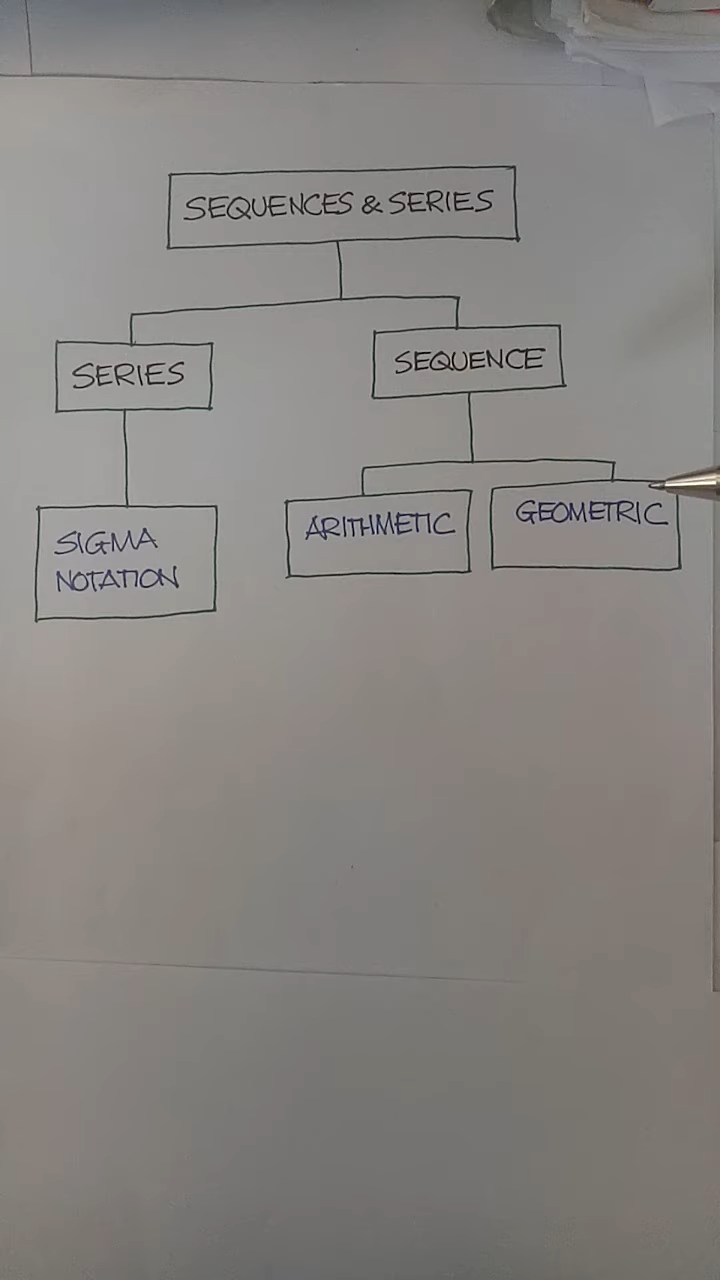 SEQUENCES & SERIES
SERIES
SEQUENCE
SIGMA
NOTATION
ARITHMETIC
GEOMETRIC